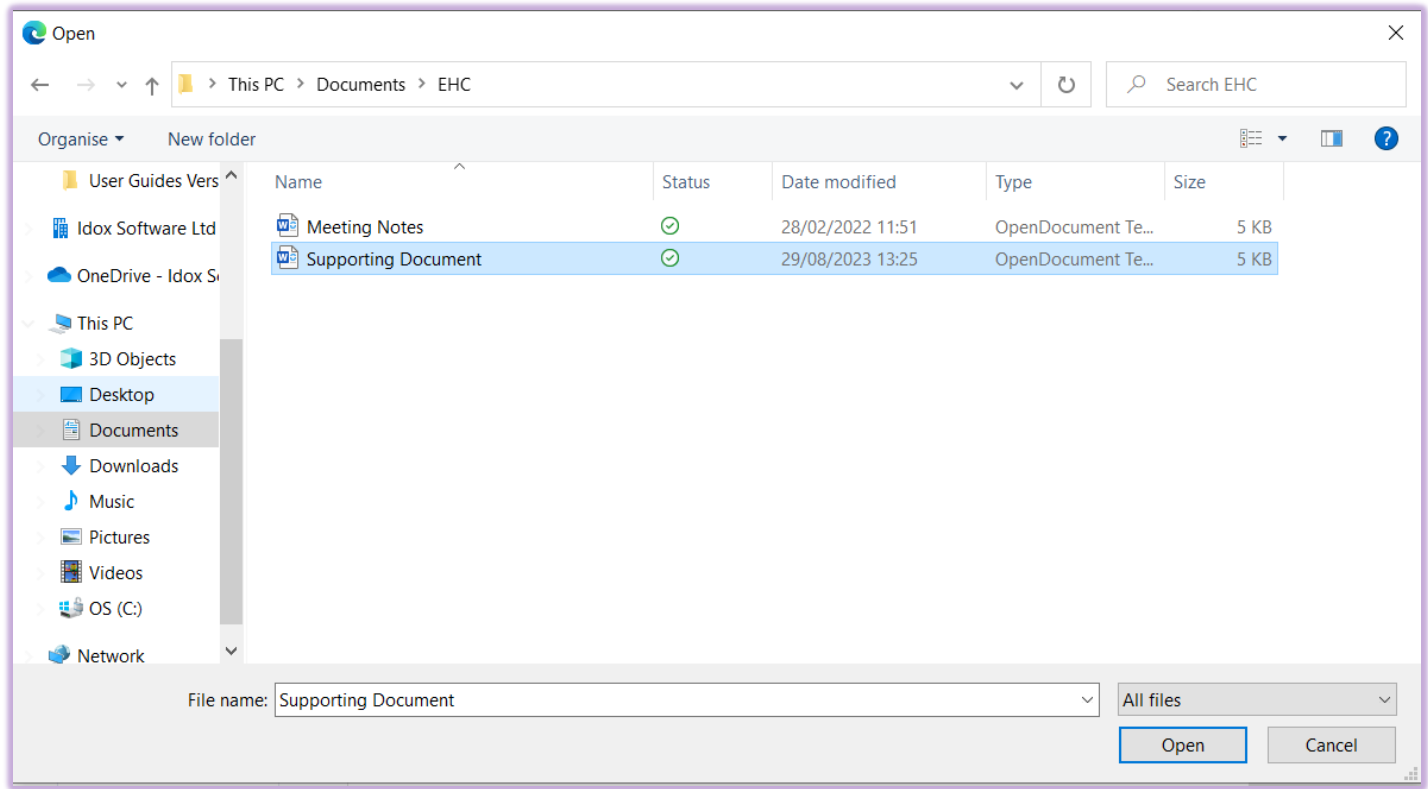 Open
This PC > Documents > EHC
Search EHC
Organise
New folder
Name Status Date modified Type Size
Meeting Notes 28/02/2022 11:51 OpenDocument Te... 5 KB
Supporting Document 29/08/2023 13:25 OpenDocument Te... 5 KB
User Guides Vers
Idox Software Ltd
OneDrive - Idox So
This PC
3D Objects
Desktop
Documents
Downloads
Music
Pictures
Videos
OS (C:)
Network
File name: Supporting Document
All files
Open Cancel